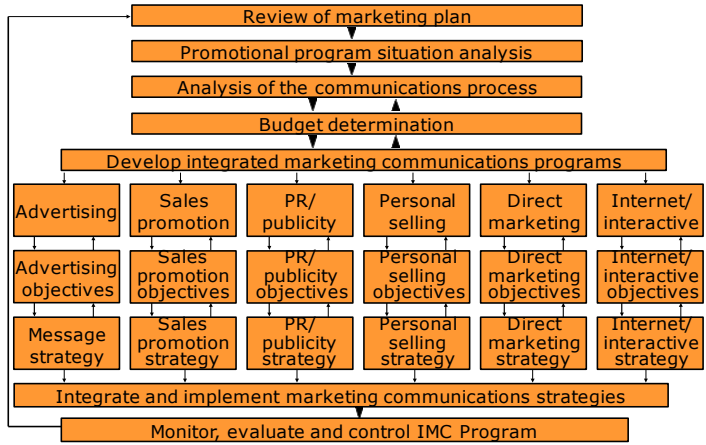 Review of marketing plan
Promotional program situation analysis
Analysis of the communications process
Budget determination
Develop integrated marketing communications programs
Advertising
Sales
promotion
PR/
publicity
Personal
selling
Direct
marketing
Internet/
interactive
Advertising
objectives
Sales
promotion
objectives
PR/
publicity
objectives
Personal
selling
objectives
Direct
marketing
objectives
Internet/
interactive
objectives
Message
strategy
Sales
promotion
strategy
PR/
publicity
strategy
Personal
selling
strategy
Direct
marketing
strategy
Internet/
interactive
strategy
Integrate and implement marketing communications strategies
Monitor, evaluate and control IMC Program